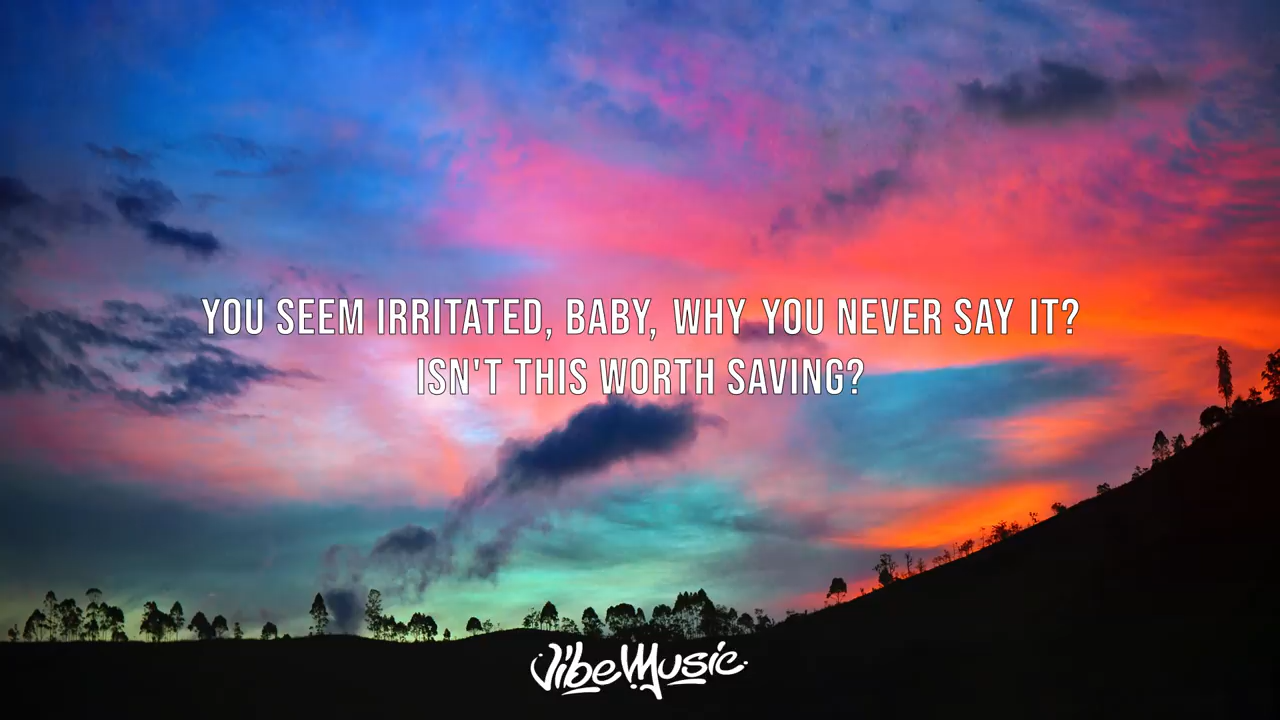 YOU SEEM IRRITATED, BABY, WHY YOU NEVER SAY IT?
ISN'T THIS WORTH SAVING?
VibeMusic